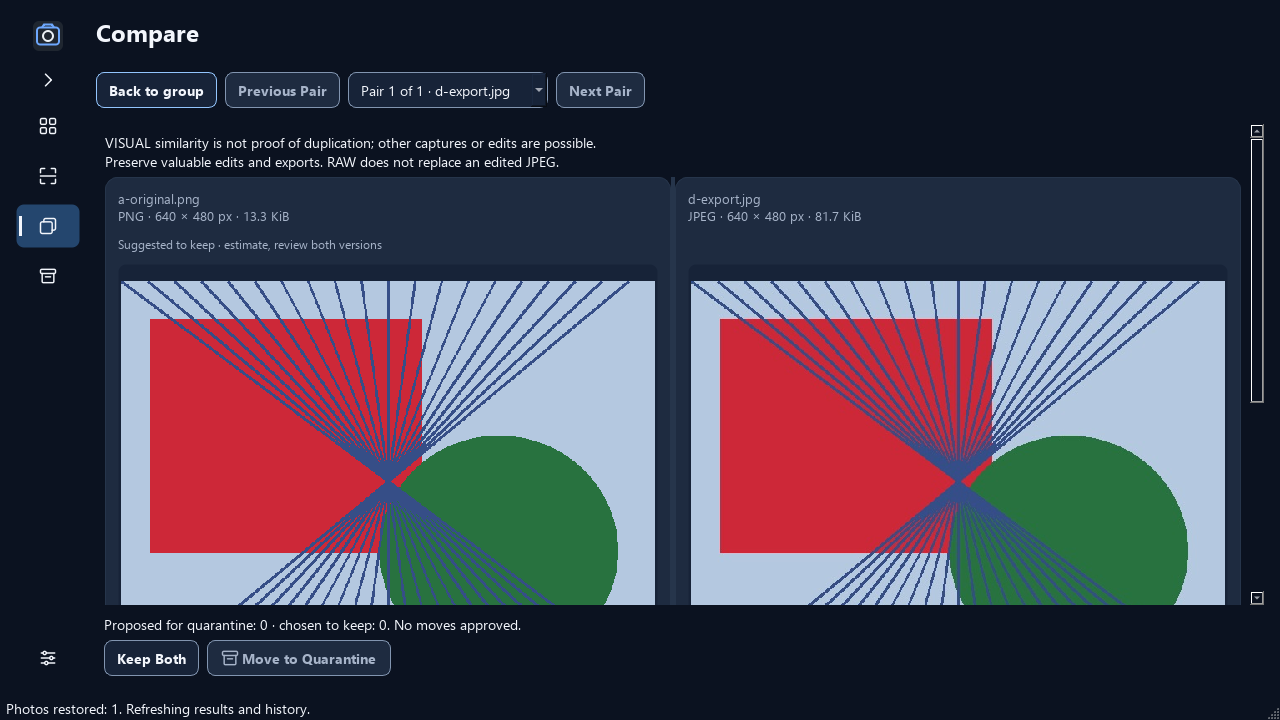 Compare
Back to group
Previous Pair
Pair 1 of 1 · d-export.jpg
Next Pair
VISUAL similarity is not proof of duplication; other captures or edits are possible.
Preserve valuable edits and exports. RAW does not replace an edited JPEG.
a-original.png
PNG · 640 × 480 px · 13.3 KiB
Suggested to keep · estimate, review both versions
d-export.jpg
JPEG · 640 × 480 px · 81.7 KiB
Proposed for quarantine: 0 · chosen to keep: 0. No moves approved.
Keep Both
Move to Quarantine
Photos restored: 1. Refreshing results and history.